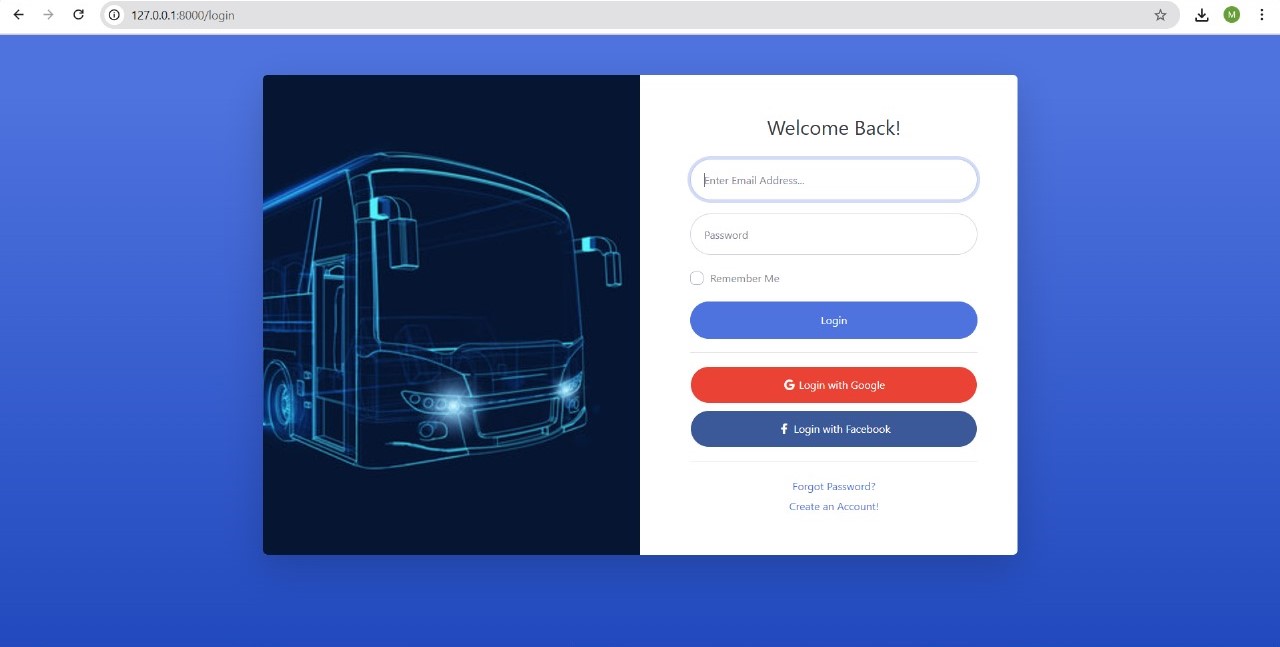 127.0.0.1:8000/login
M
Welcome Back!
Enter Email Address...
Password
Remember Me
Login
Login with Google
Login with Facebook
Forgot Password?
Create an Account!